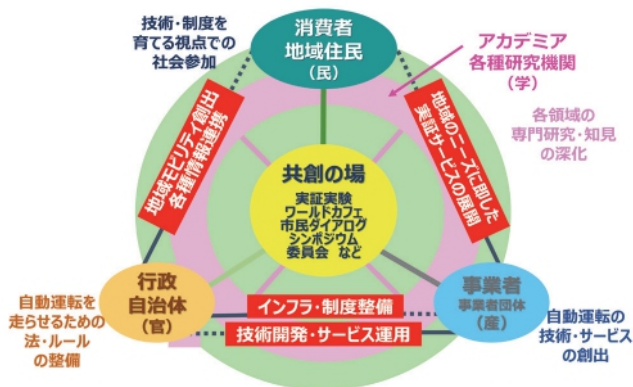 技術・制度を
育てる視点での
社会参加
消費者
地域住民
(民)
アカデミア
各種研究機関
(学)
各領域の
専門研究・知見
の深化
地域モビリティ創出
各種情報連携
地域のニーズに即した
実証サービスの展開
共創の場
実証実験
ワールドカフェ
市民ダイアログ
シンポジウム
委員会 など
行政
自治体
(官)
インフラ・制度整備
技術開発・サービス運用
事業者
事業者団体
(産)
自動運転を
走らせるための
法・ルール
の整備
自動運転の
技術・サービス
の創出